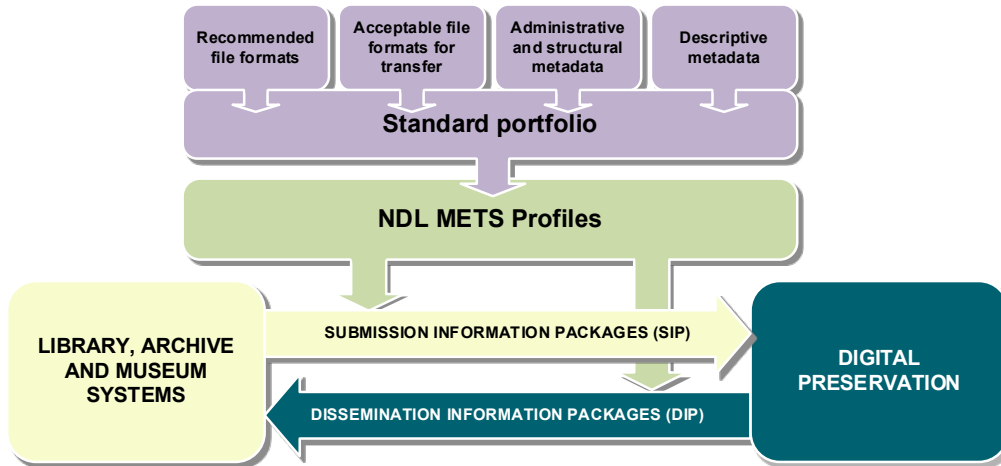 Recommended
file formats
Acceptable file
formats for
transfer
Administrative
and structural
metadata
Descriptive
metadata
Standard portfolio
NDL METS Profiles
LIBRARY, ARCHIVE
AND MUSEUM
SYSTEMS
SUBMISSION INFORMATION PACKAGES (SIP)
DISSEMINATION INFORMATION PACKAGES (DIP)
DIGITAL
PRESERVATION